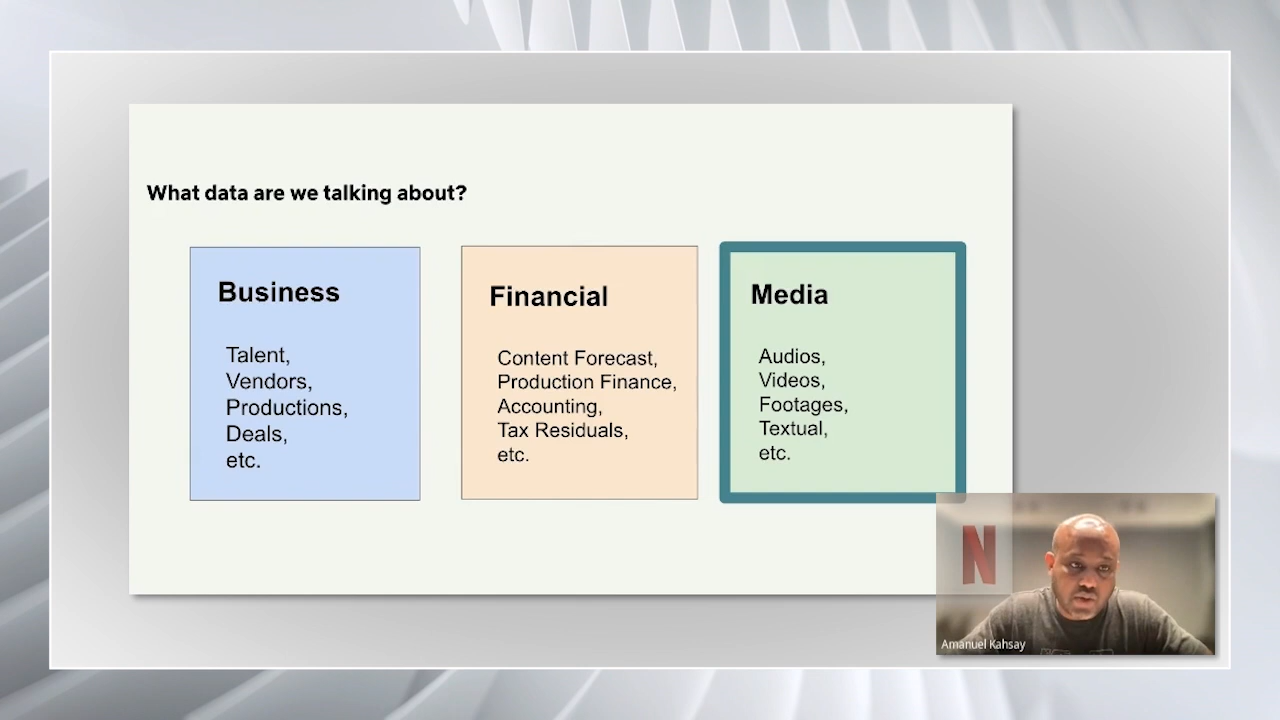 What data are we talking about?
Business
Talent,
Vendors,
Productions,
Deals,
etc.
Financial
Content Forecast,
Production Finance,
Accounting,
Tax Residuals,
etc.
Media
Audios,
Videos,
Footages,
Textual,
etc.
N
Amanuel Kahsay